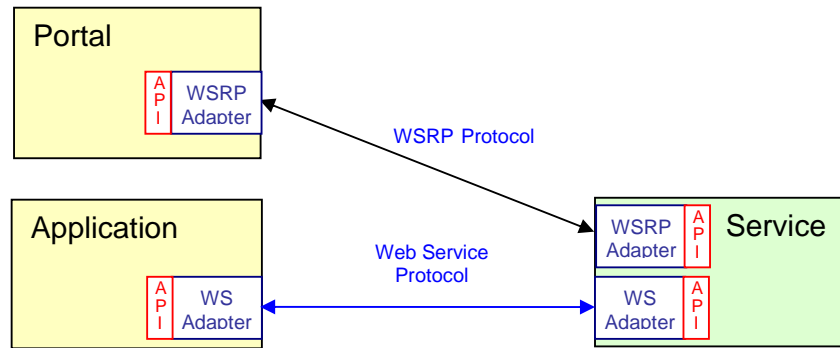 Portal
A
P
I
WSRP
Adapter
WSRP Protocol
Application
A
P
I
WS
Adapter
Web Service
Protocol
WSRP
Adapter
A
P
I
Service
WS
Adapter
A
P
I